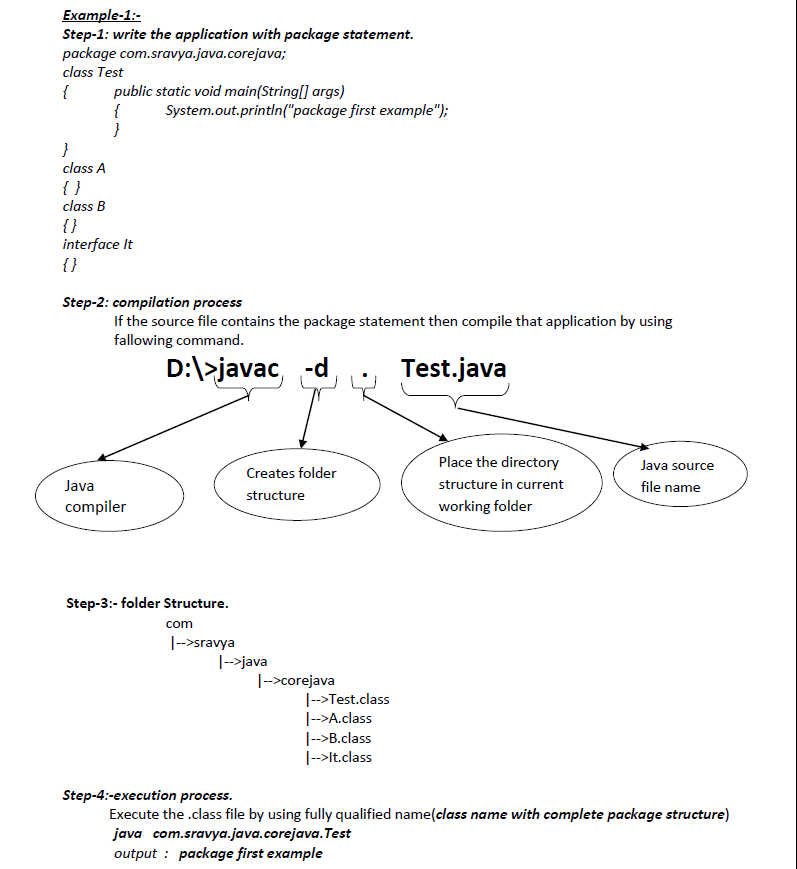 Example-1:-
Step-1: write the application with package statement.
package com.sravya.java.corejava;
class Test
{ public static void main(String[] args)
{ System.out.println("package first example");
}
}
class A
{ }
class B
{}
interface It
{}
Step-2: compilation process
If the source file contains the package statement then compile that application by using
fallowing command.
D:\>javac -d . Test.java
Java
compiler
Creates folder
structure
Place the directory
structure in current
working folder
Java source
file name
Step-3:- folder Structure.
com
|-->sravya
|-->java
|-->corejava
|-->Test.class
|-->A.class
|-->B.class
|-->It.class
Step-4:-execution process.
Execute the .class file by using fully qualified name(class name with complete package structure)
java com.sravya.java.corejava.Test
output : package first example